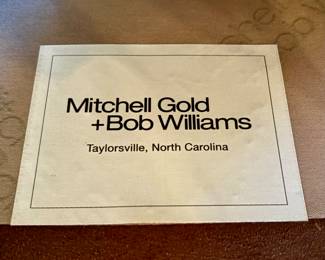 Mitchell Gold
+Bob Williams
Taylorsville, North Carolina